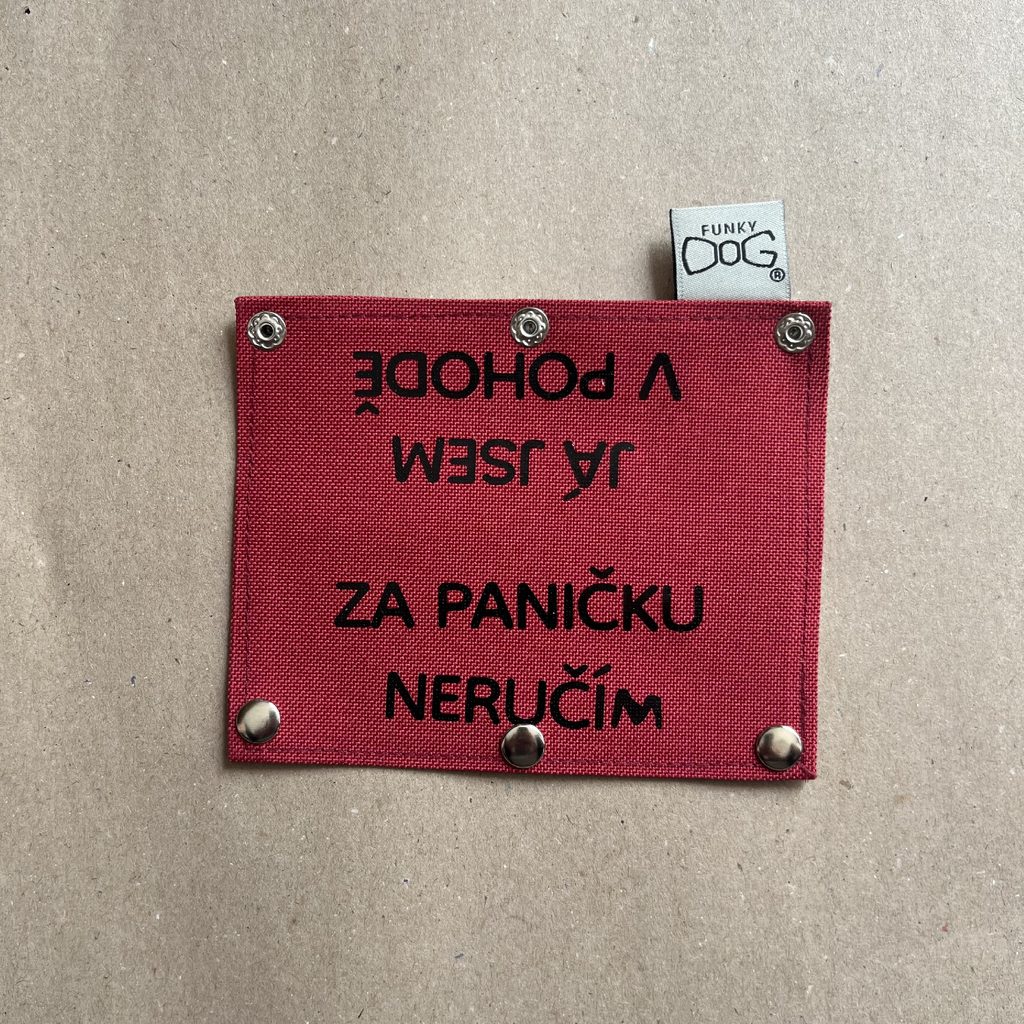 FUNKY
DOG®
JÁ JSEM
V POHODĚ
ZA PANIČKU
NERUČÍM